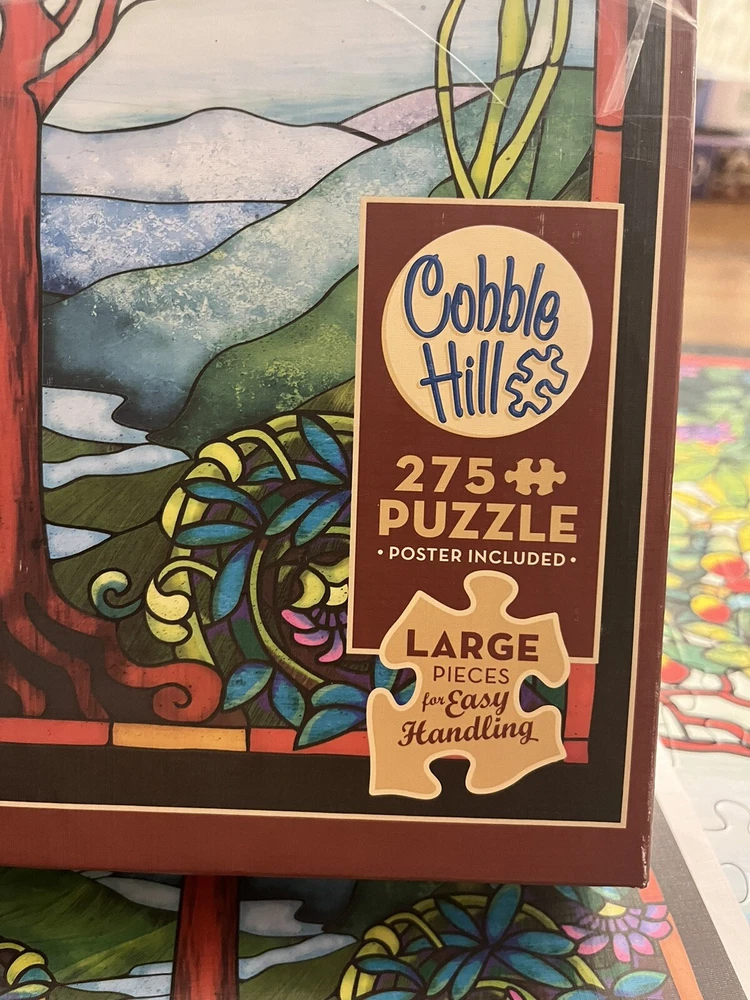 Cobble
Hill
275
PUZZLE
• POSTER INCLUDED •
LARGE
PIECES
for Easy
Handling